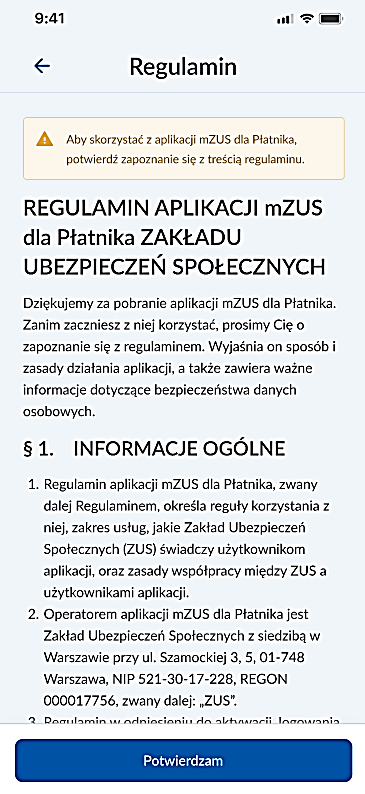 9:41
Regulamin
Aby skorzystać z aplikacji mZUS dla Płatnika,
potwierdź zapoznanie się z treścią regulaminu.
REGULAMIN APLIKACJI mZUS
dla Płatnika ZAKŁADU
UBEZPIECZEŃ SPOŁECZNYCH
Dziękujemy za pobranie aplikacji mZUS dla Płatnika.
Zanim zaczniesz z niej korzystać, prosimy Cię o
zapoznanie się z regulaminem. Wyjaśnia on sposób i
zasady działania aplikacji, a także zawiera ważne
informacje dotyczące bezpieczeństwa danych
osobowych.
§ 1. INFORMACJE OGÓLNE
1. Regulamin aplikacji mZUS dla Płatnika, zwany
dalej Regulaminem, określa reguły korzystania z
niej, zakres usług, jakie Zakład Ubezpieczeń
Społecznych (ZUS) świadczy użytkownikom
aplikacji, oraz zasady współpracy między ZUS a
użytkownikami aplikacji.
2. Operatorem aplikacji mZUS dla Płatnika jest
Zakład Ubezpieczeń Społecznych z siedzibą w
Warszawie przy ul. Szamockiej 3, 5, 01-748
Warszawa, NIP 521-30-17-228, REGON
000017756, zwany dalej: „ZUS”.
3. Regulamin w odniesieniu do aktywacji, logowania
Potwierdzam